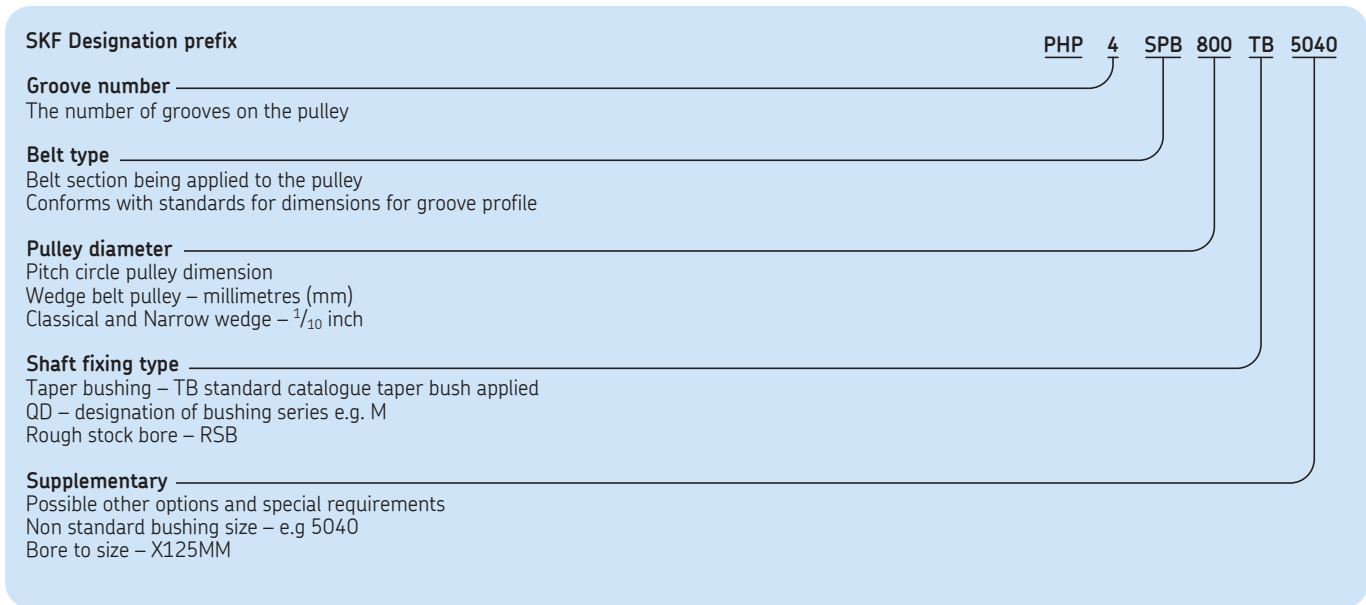 SKF Designation prefix
PHP 4 SPB 800 TB 5040
Groove number
The number of grooves on the pulley
Belt type
Belt section being applied to the pulley
Conforms with standards for dimensions for groove profile
Pulley diameter
Pitch circle pulley dimension
Wedge belt pulley – millimetres (mm)
Classical and Narrow wedge – 1/10 inch
Shaft fixing type
Taper bushing – TB standard catalogue taper bush applied
QD – designation of bushing series e.g. M
Rough stock bore – RSB
Supplementary
Possible other options and special requirements
Non standard bushing size – e.g 5040
Bore to size – X125MM